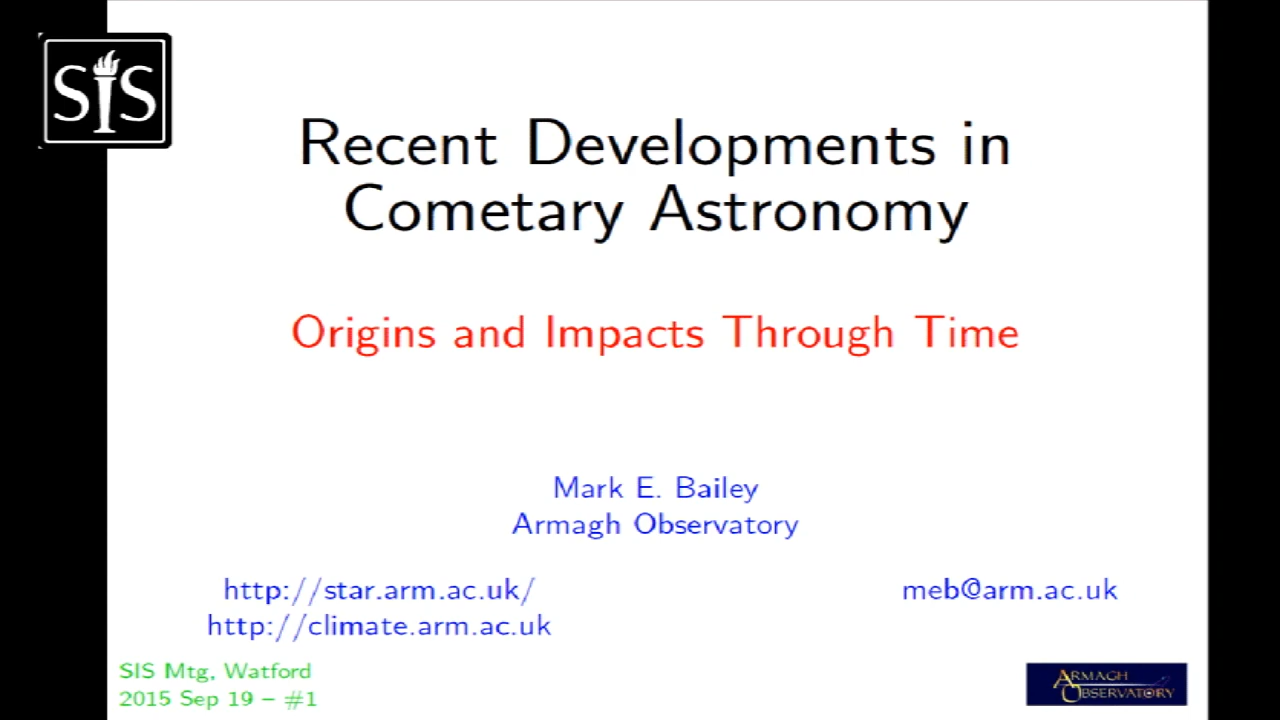 SIS
Recent Developments in
Cometary Astronomy
Origins and Impacts Through Time
Mark E. Bailey
Armagh Observatory
http://star.arm.ac.uk/ meb@arm.ac.uk
http://climate.arm.ac.uk
SIS Mtg, Watford
2015 Sep 19 – #1
ARMAGH
OBSERVATORY